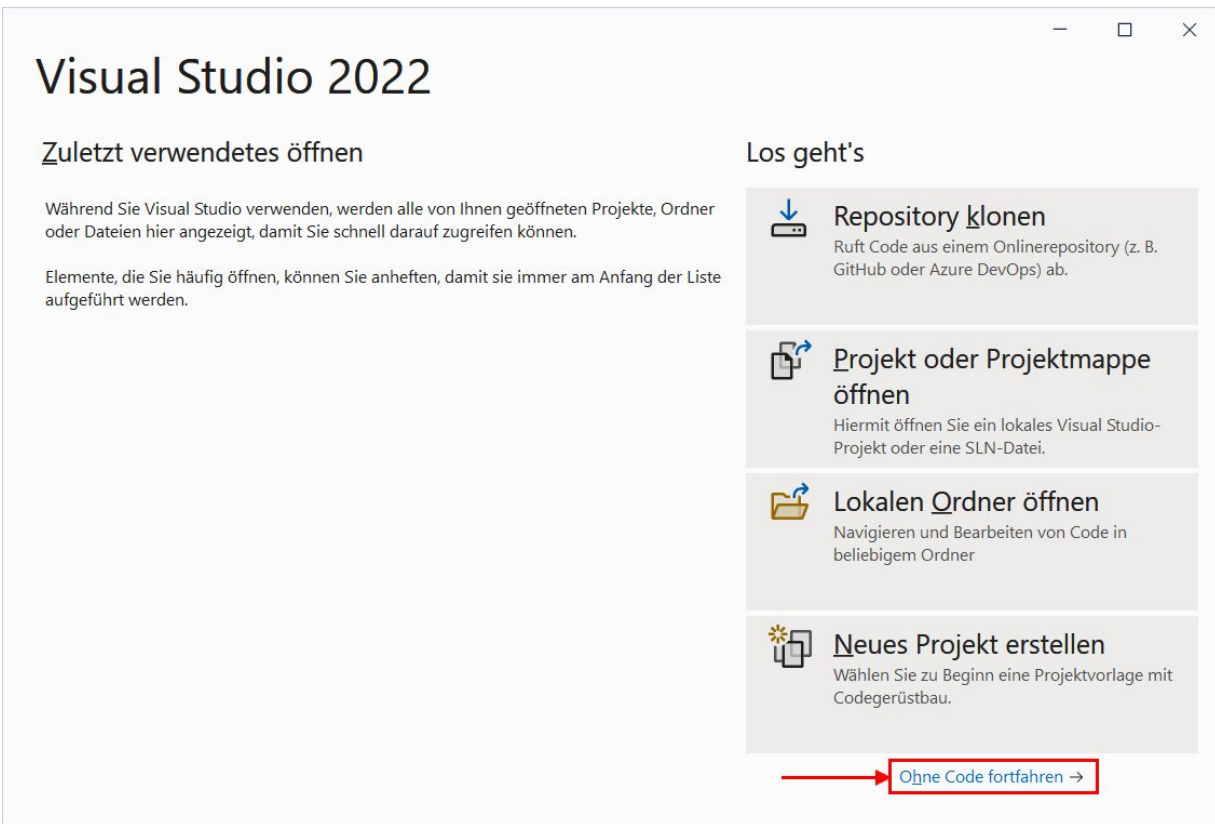 Visual Studio 2022
Zuletzt verwendetes öffnen
Während Sie Visual Studio verwenden, werden alle von Ihnen geöffneten Projekte, Ordner
oder Dateien hier angezeigt, damit Sie schnell darauf zugreifen können.
Elemente, die Sie häufig öffnen, können Sie anheften, damit sie immer am Anfang der Liste
aufgeführt werden.
Los geht's
Repository klonen
Ruft Code aus einem Onlinerepository (z. B.
GitHub oder Azure DevOps) ab.
Projekt oder Projektmappe
öffnen
Hiermit öffnen Sie ein lokales Visual Studio-
Projekt oder eine SLN-Datei.
Lokalen Ordner öffnen
Navigieren und Bearbeiten von Code in
beliebigem Ordner
Neues Projekt erstellen
Wählen Sie zu Beginn eine Projektvorlage mit
Codegerüstbau.
Ohne Code fortfahren →